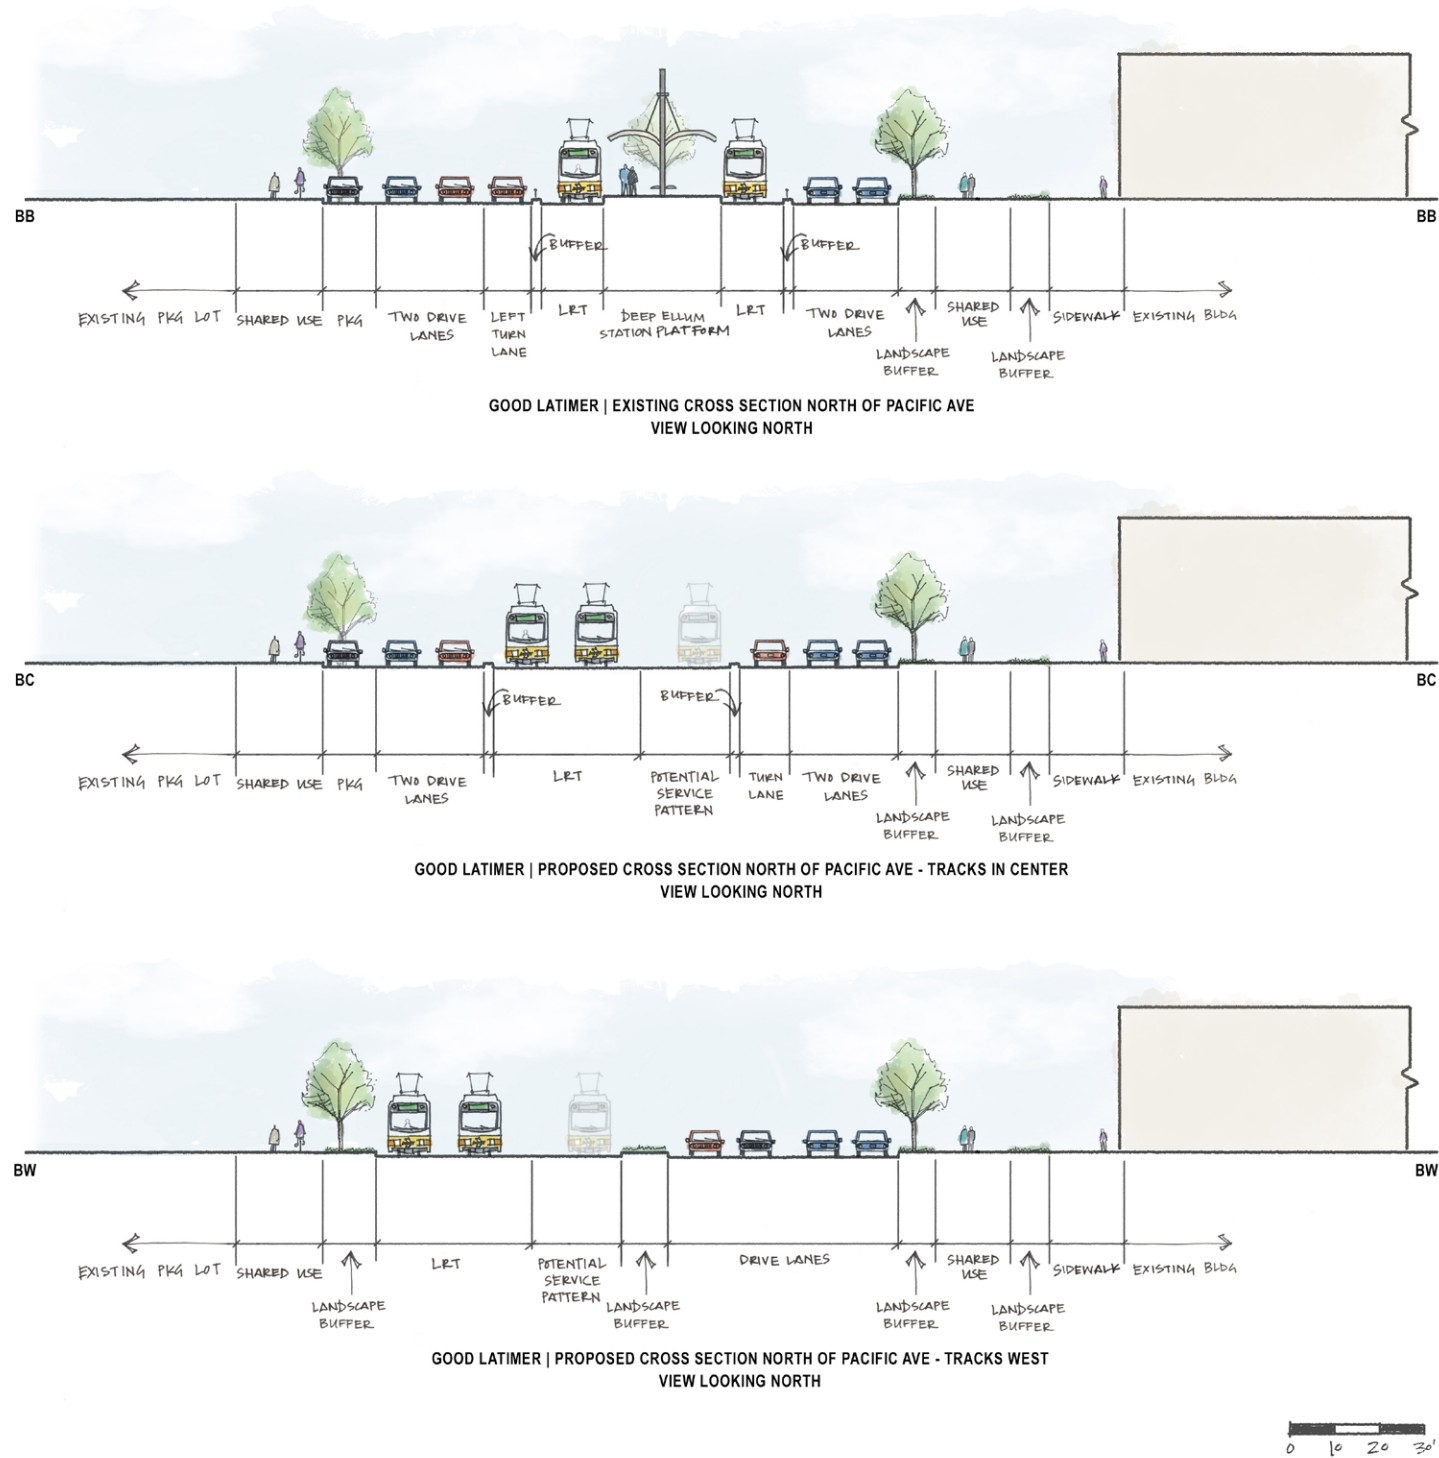 BB
BB
BUFFER
BUFFER
EXISTING PKG LOT
SHARED USE
PKG
TWO DRIVE
LANES
LEFT
TURN
LANE
LRT
DEEP ELLUM
STATION PLATFORM
LRT
TWO DRIVE
LANES
LANDSCAPE
BUFFER
SHARED
USE
LANDSCAPE
BUFFER
SIDEWALK
EXISTING BLDG
GOOD LATIMER | EXISTING CROSS SECTION NORTH OF PACIFIC AVE
VIEW LOOKING NORTH
BC
BC
BUFFER
BUFFER
EXISTING PKG LOT
SHARED USE
PKG
TWO DRIVE
LANES
LRT
POTENTIAL
SERVICE
PATTERN
TURN
LANE
TWO DRIVE
LANES
LANDSCAPE
BUFFER
SHARED
USE
LANDSCAPE
BUFFER
SIDEWALK
EXISTING BLDG
GOOD LATIMER | PROPOSED CROSS SECTION NORTH OF PACIFIC AVE - TRACKS IN CENTER
VIEW LOOKING NORTH
BW
BW
EXISTING PKG LOT
SHARED USE
LANDSCAPE
BUFFER
LRT
POTENTIAL
SERVICE
PATTERN
LANDSCAPE
BUFFER
DRIVE LANES
LANDSCAPE
BUFFER
SHARED
USE
LANDSCAPE
BUFFER
SIDEWALK
EXISTING BLDG
GOOD LATIMER | PROPOSED CROSS SECTION NORTH OF PACIFIC AVE - TRACKS WEST
VIEW LOOKING NORTH
0 10 20 30'